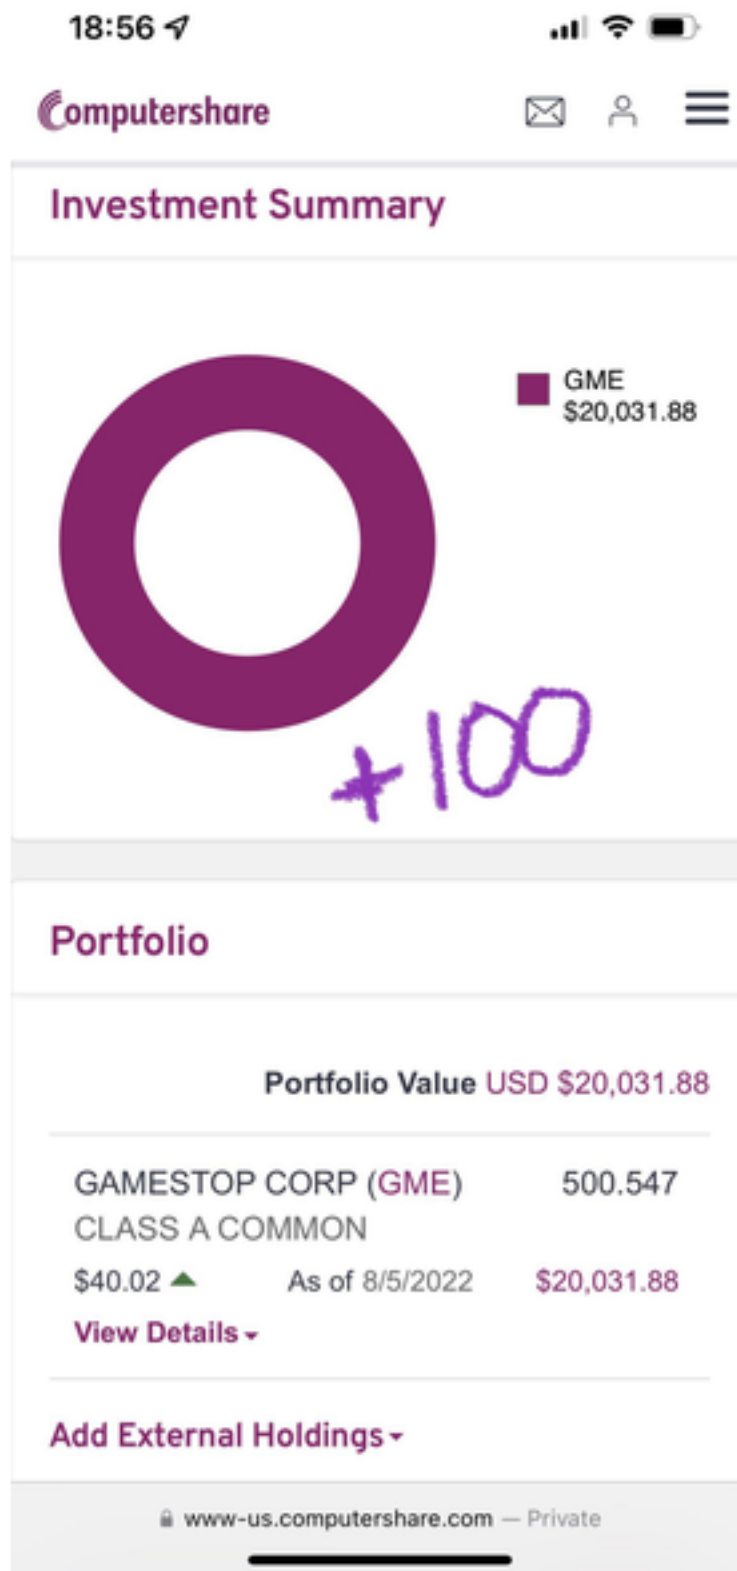 18:56
Computershare
Investment Summary
GME
$20,031.88
+100
Portfolio
Portfolio Value USD $20,031.88
GAMESTOP CORP (GME) 500.547
CLASS A COMMON
$40.02 As of 8/5/2022 $20,031.88
View Details
Add External Holdings
www-us.computershare.com — Private